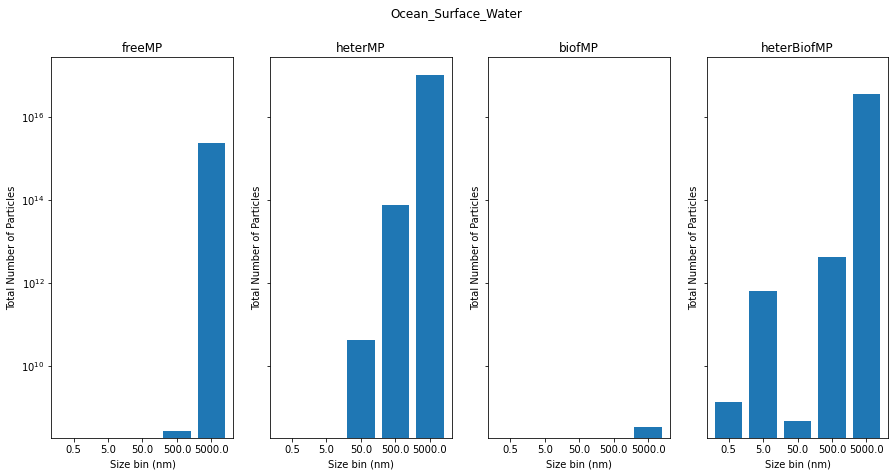 Ocean_Surface_Water
freeMP
heterMP
biofMP
heterBiofMP
Total Number of Particles
10^16
10^14
10^12
10^10
0.5 5.0 50.0 500.0 5000.0
Size bin (nm)
Total Number of Particles
0.5 5.0 50.0 500.0 5000.0
Size bin (nm)
Total Number of Particles
0.5 5.0 50.0 500.0 5000.0
Size bin (nm)
Total Number of Particles
0.5 5.0 50.0 500.0 5000.0
Size bin (nm)